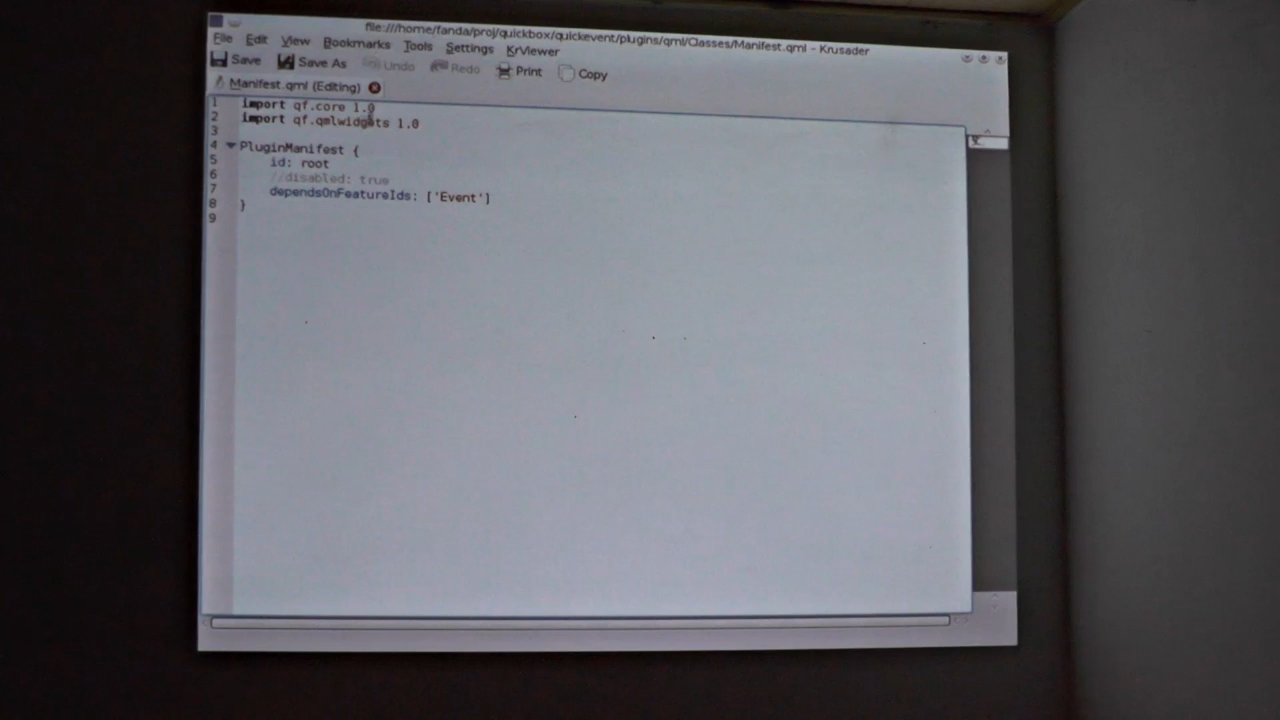 file:///home/fanda/proj/quickbox/quickevent/plugins/qml/Classes/Manifest.qml - Krusader
File Edit View Bookmarks Tools Settings KrViewer
Save Save As Undo Redo Print Copy
Manifest.qml (Editing)
1 import qf.core 1.0
2 import qf.qmlwidgets 1.0
3
4 PluginManifest {
5 id: root
6 //disabled: true
7 dependsOnFeatureIds: ['Event']
8 }
9